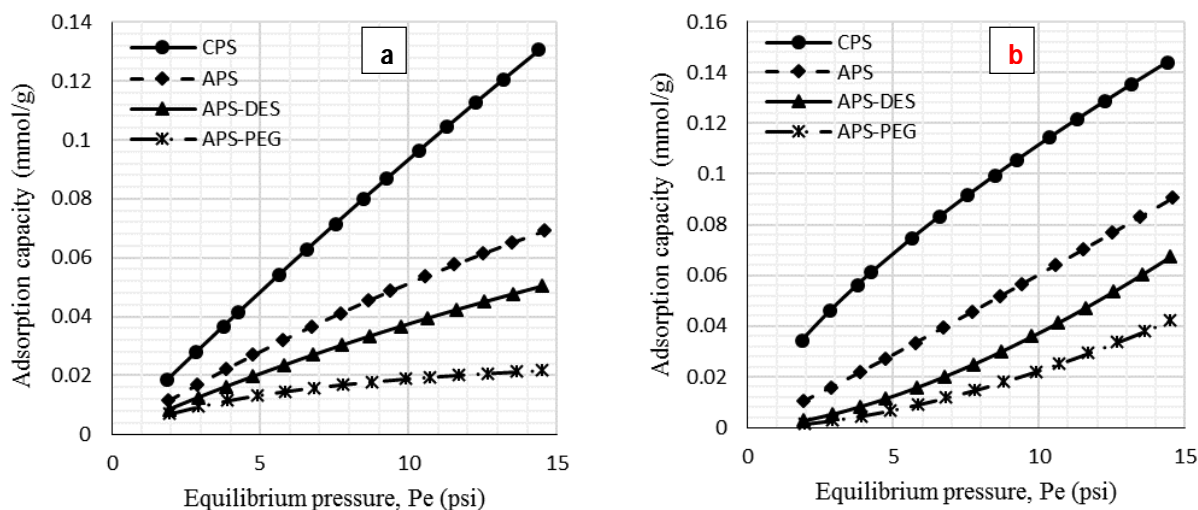 0.14
0.12
0.1
0.08
0.06
0.04
0.02
0
0
5
10
15
Adsorption capacity (mmol/g)
Equilibrium pressure, Pe (psi)
CPS
APS
APS-DES
APS-PEG
a
0.16
0.14
0.12
0.1
0.08
0.06
0.04
0.02
0
0
5
10
15
Adsorption capacity (mmol/g)
Equilibrium pressure, Pe (psi)
CPS
APS
APS-DES
APS-PEG
b